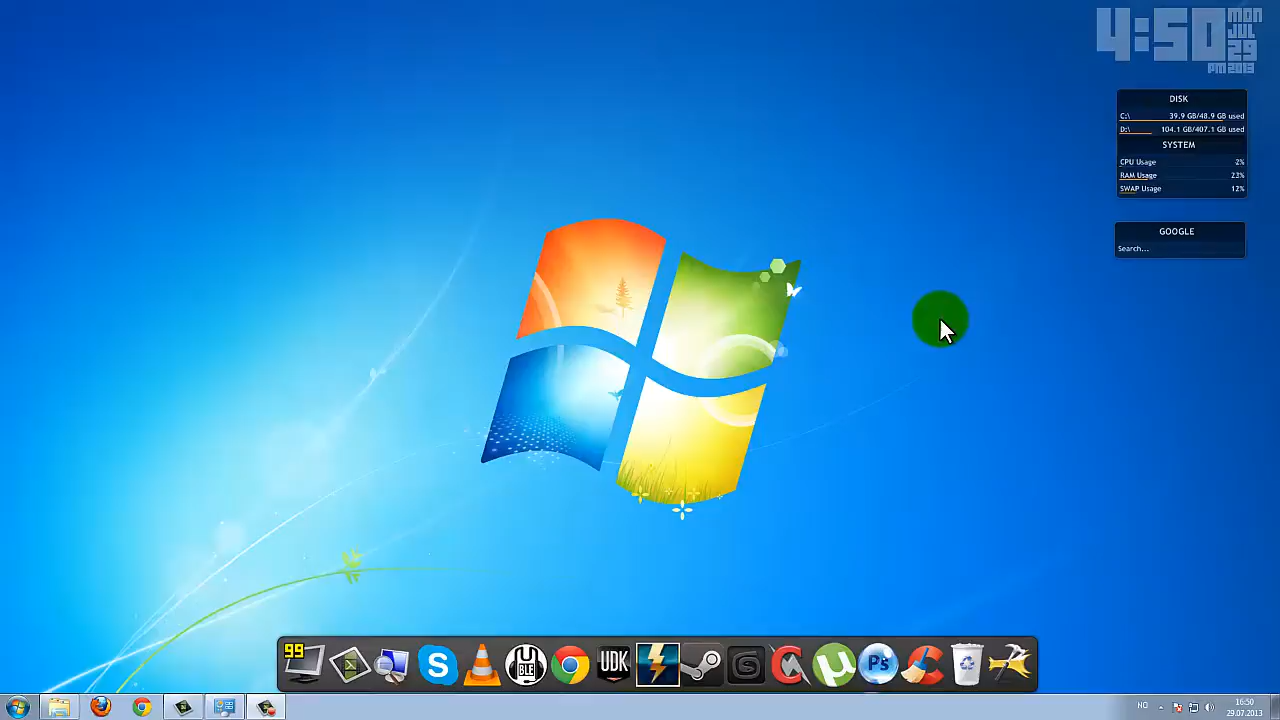 4:50
MON
JUL
29
PM 2013
DISK
C:\ 39.9 GB/48.9 GB used
D:\ 104.1 GB/407.1 GB used
SYSTEM
CPU Usage 2%
RAM Usage 23%
SWAP Usage 12%
GOOGLE
Search...
99
S
BLE
UDK
Ps
NO
16:50
29.07.2013